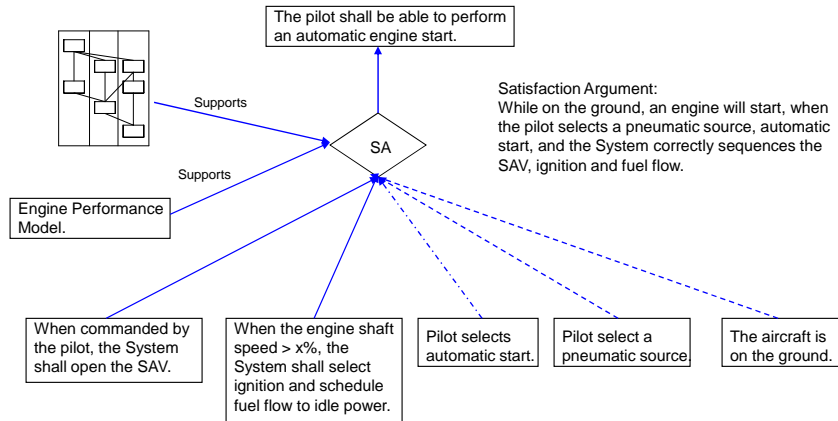 The pilot shall be able to perform
an automatic engine start.
Supports
SA
Satisfaction Argument:
While on the ground, an engine will start, when
the pilot selects a pneumatic source, automatic
start, and the System correctly sequences the
SAV, ignition and fuel flow.
Supports
Engine Performance
Model.
When commanded by
the pilot, the System
shall open the SAV.
When the engine shaft
speed > x%, the
System shall select
ignition and schedule
fuel flow to idle power.
Pilot selects
automatic start.
Pilot select a
pneumatic source.
The aircraft is
on the ground.